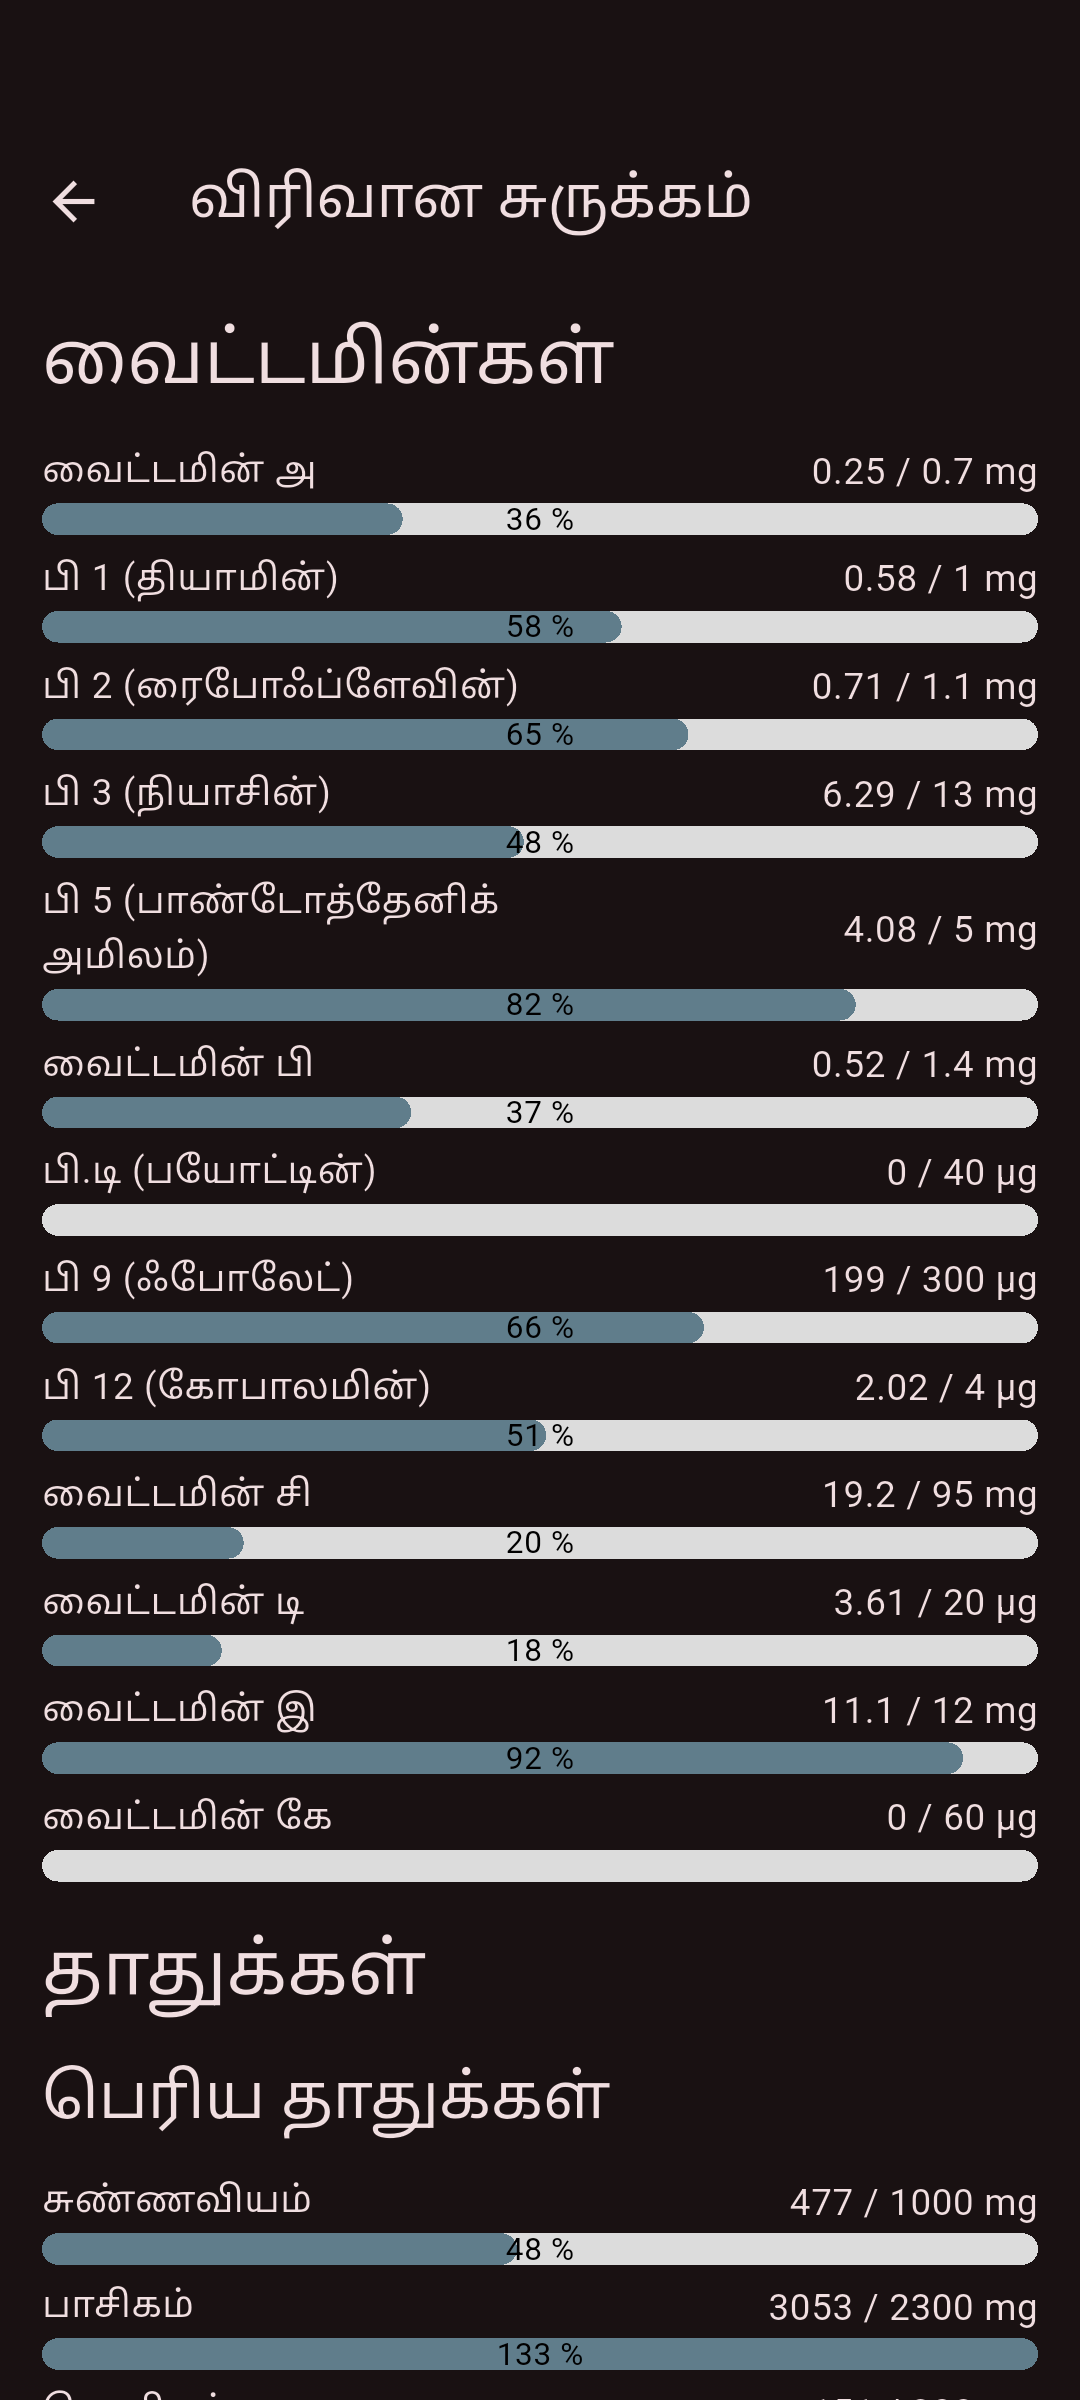 விரிவான சுருக்கம்
வைட்டமின்கள்
வைட்டமின் அ 0.25 / 0.7 mg
36 %
பி 1 (தியாமின்) 0.58 / 1 mg
58 %
பி 2 (ரைபோஃப்ளேவின்) 0.71 / 1.1 mg
65 %
பி 3 (நியாசின்) 6.29 / 13 mg
48 %
பி 5 (பாண்டோத்தேனிக்
அமிலம்) 4.08 / 5 mg
82 %
வைட்டமின் பி 0.52 / 1.4 mg
37 %
பி.டி (பயோட்டின்) 0 / 40 µg
பி 9 (ஃபோலேட்) 199 / 300 µg
66 %
பி 12 (கோபாலமின்) 2.02 / 4 µg
51 %
வைட்டமின் சி 19.2 / 95 mg
20 %
வைட்டமின் டி 3.61 / 20 µg
18 %
வைட்டமின் இ 11.1 / 12 mg
92 %
வைட்டமின் கே 0 / 60 µg
தாதுக்கள்
பெரிய தாதுக்கள்
சுண்ணவியம் 477 / 1000 mg
48 %
பாசிகம் 3053 / 2300 mg
133 %